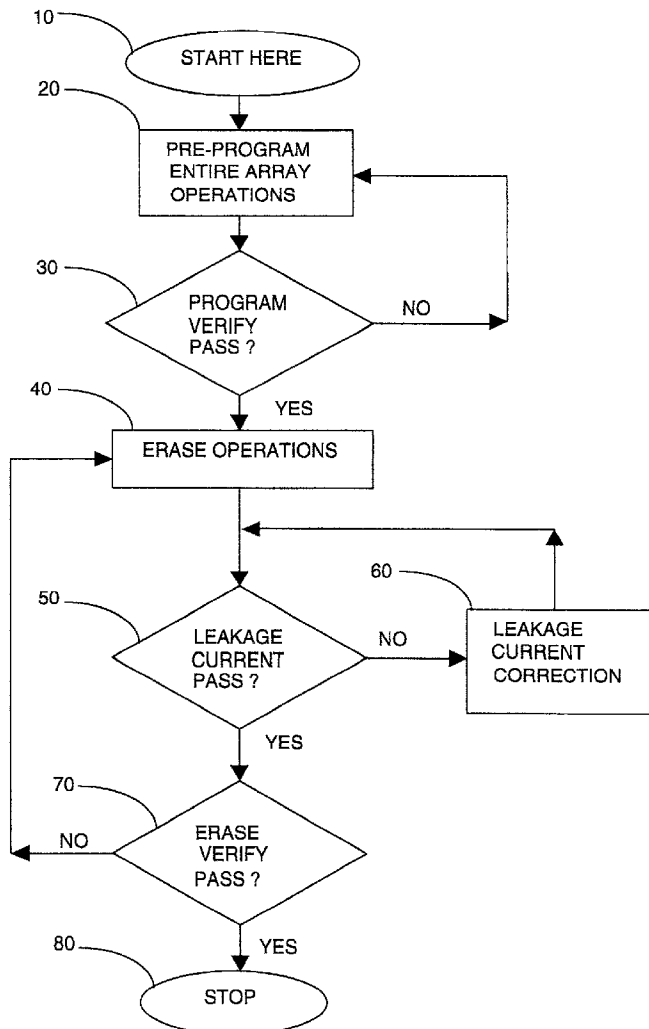 10
START HERE
20
PRE-PROGRAM
ENTIRE ARRAY
OPERATIONS
30
PROGRAM
VERIFY
PASS ?
NO
YES
40
ERASE OPERATIONS
50
LEAKAGE
CURRENT
PASS ?
NO
60
LEAKAGE
CURRENT
CORRECTION
YES
70
ERASE
VERIFY
PASS ?
NO
YES
80
STOP